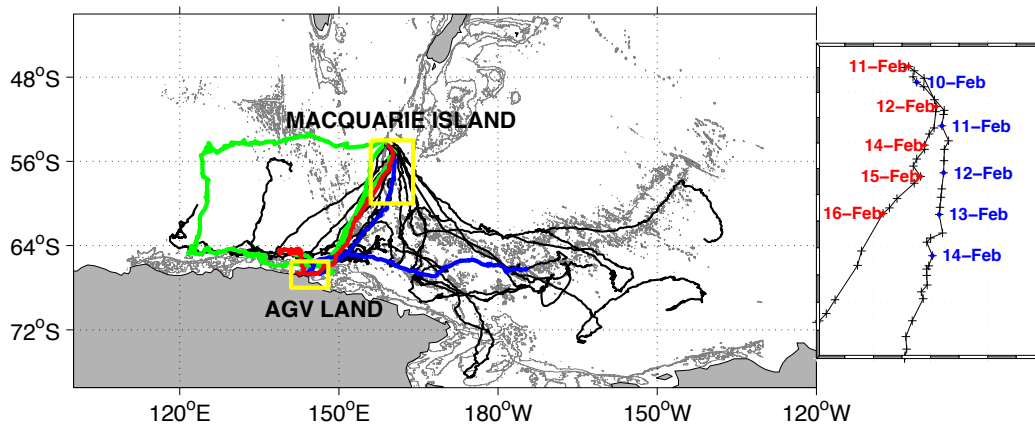 48°S
56°S
64°S
72°S
120°E
150°E
180°W
150°W
120°W
MACQUARIE ISLAND
AGV LAND
11-Feb
10-Feb
12-Feb
11-Feb
14-Feb
15-Feb
12-Feb
16-Feb
13-Feb
14-Feb